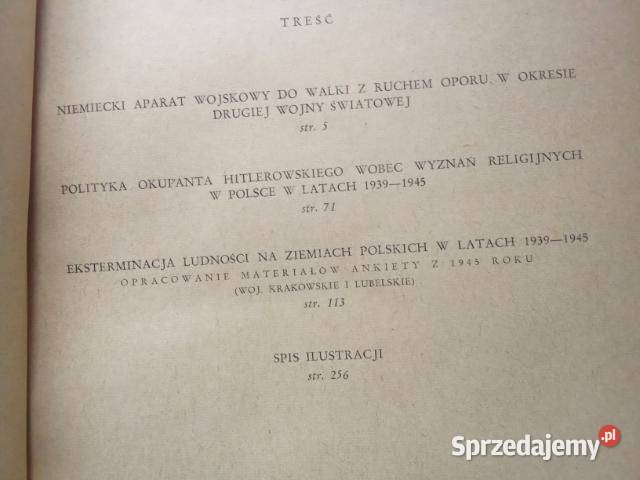 TREŚĆ
NIEMIECKI APARAT WOJSKOWY DO WALKI Z RUCHEM OPORU W OKRESIE
DRUGIEJ WOJNY ŚWIATOWEJ
str. 5
POLITYKA OKUPANTA HITLEROWSKIEGO WOBEC WYZNAŃ RELIGIJNYCH
W POLSCE W LATACH 1939—1945
str. 71
EKSTERMINACJA LUDNOŚCI NA ZIEMIACH POLSKICH W LATACH 1939—1945
OPRACOWANIE MATERIAŁÓW ANKIETY Z 1945 ROKU
(WOJ. KRAKOWSKIE I LUBELSKIE)
str. 113
SPIS ILUSTRACJI
str. 256
Sprzedajemy.pl